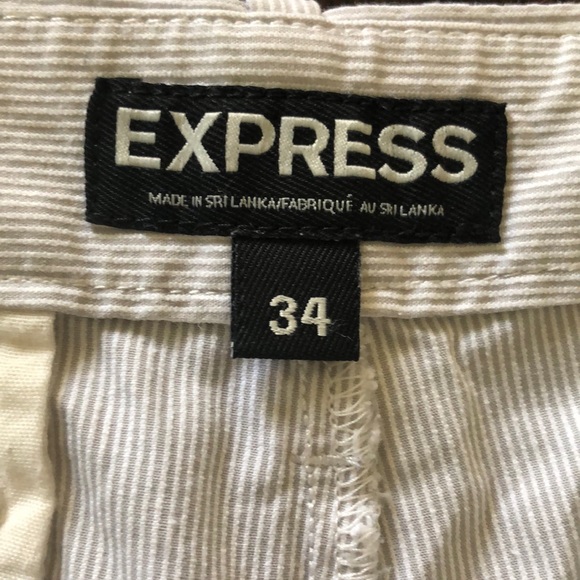 EXPRESS
MADE IN SRI LANKA/FABRIQUÉ AU SRI LANKA
34